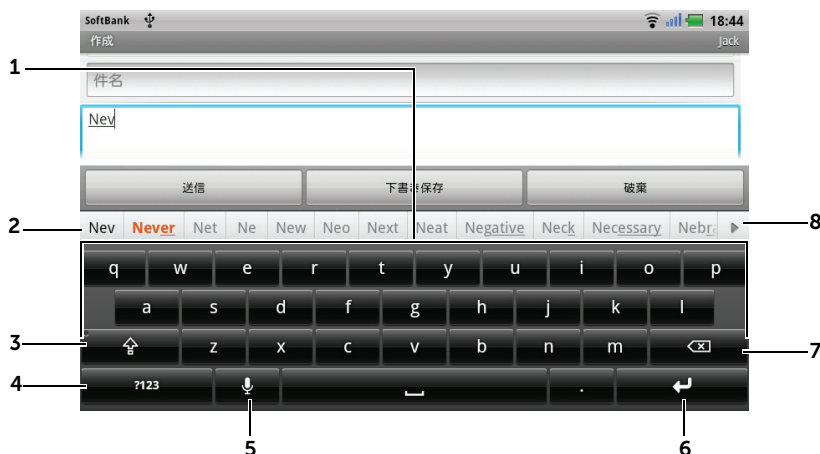 SoftBank 18:44
作成 Jack
1
件名
Nev
送信 下書き保存 破棄
2 Nev Never Net Ne New Neo Next Neat Negative Neck Necessary Nebra 8
q w e r t y u i o p
a s d f g h j k l
3 z x c v b n m 7
4 ?123 .
5 6